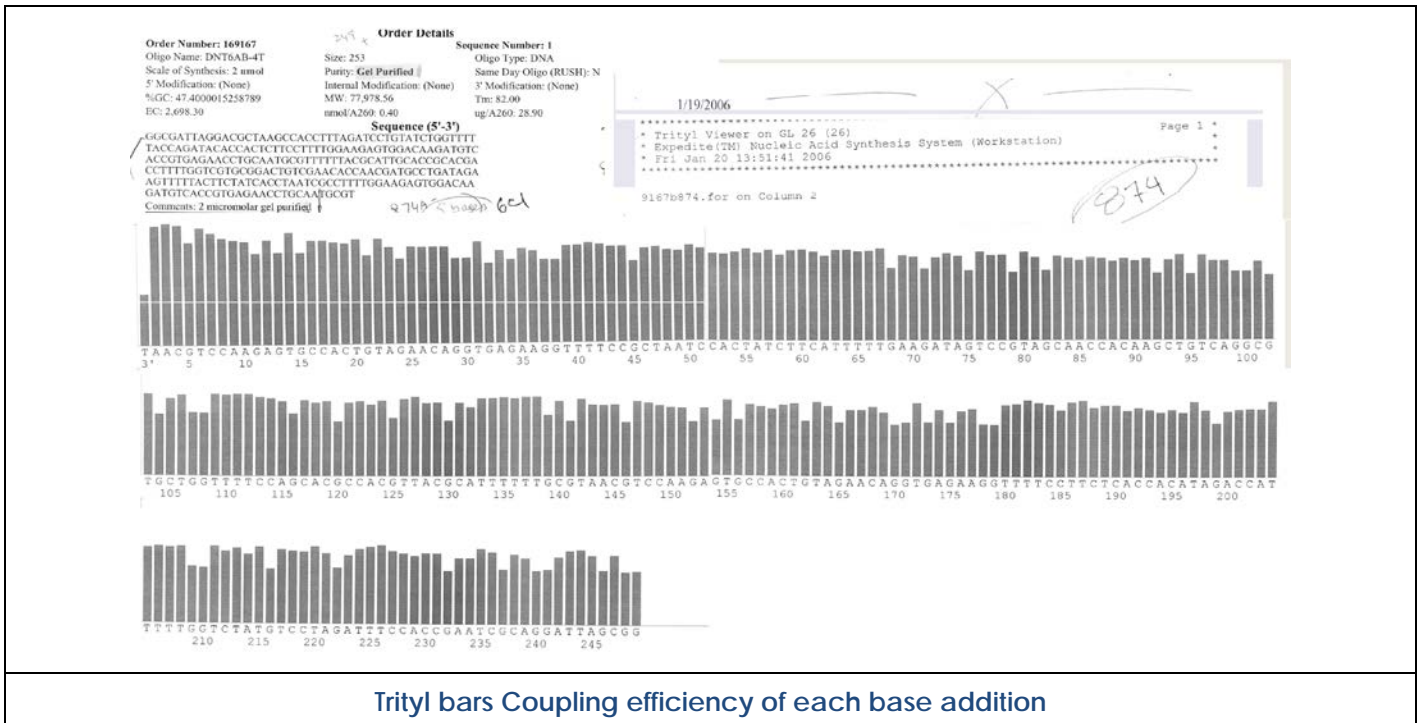 249
Order Details
Order Number: 169167 Sequence Number: 1
Oligo Name: DNT6AB-4T Size: 253 Oligo Type: DNA
Scale of Synthesis: 2 umol Purity: Gel Purified Same Day Oligo (RUSH): N
5' Modification: (None) Internal Modification: (None) 3' Modification: (None)
%GC: 47.4000015258789 MW: 77,978.56 Tm: 82.00
EC: 2,698.30 nmol/A260: 0.40 ug/A260: 28.90
Sequence (5'-3')
GGCGATTAGGACGCTAAGCCACCTTTAGATCCTGTATCTGGTTTT
TACCAGATACACCACTCTTCCTTTTGGAAGAGTGGACAAGATGTC
ACCGTGAGAACCTGCAATGCGTTTTTTACGCATTGCACCGCACGA
CCTTTTGGTCGTGCGGACTGTCGAACACCAACGATGCCTGATAGA
AGTTTTTACTTCTATCACCTAATCGCCTTTTGGAAGAGTGGACAA
GATGTCACCGTGAGAACCTGCAATGCGT
Comments: 2 micromolar gel purified
874B 6cl
1/19/2006
****************************************************
* Trityl Viewer on GL 26 (26) Page 1 *
* Expedite(TM) Nucleic Acid Synthesis System (Workstation) *
* Fri Jan 20 13:51:41 2006 *
****************************************************
9167b874.for on Column 2
874
TAACGTCCAAGAGTGCCACTGTAGAACAGGTGAGAAGGTTTTCCGCTAATCCACTATCTTCATTTTTGAAGATAGTCCGTAGCAACCACAAGCTGTCAGGCG
3' 5 10 15 20 25 30 35 40 45 50 55 60 65 70 75 80 85 90 95 100
TGCTGGTTTTCCAGCACGCCACGTTACGCATTTTTTGCGTAACGTCCAAGAGTGCCACTGTAGAACAGGTGAGAAGGTTTTCCTTCTCACCACATAGACCAT
105 110 115 120 125 130 135 140 145 150 155 160 165 170 175 180 185 190 195 200
TTTTGGTCTATGTCCTAGATTTCCACCGAATCGCAGGATTAGCGG
210 215 220 225 230 235 240 245
Trityl bars Coupling efficiency of each base addition